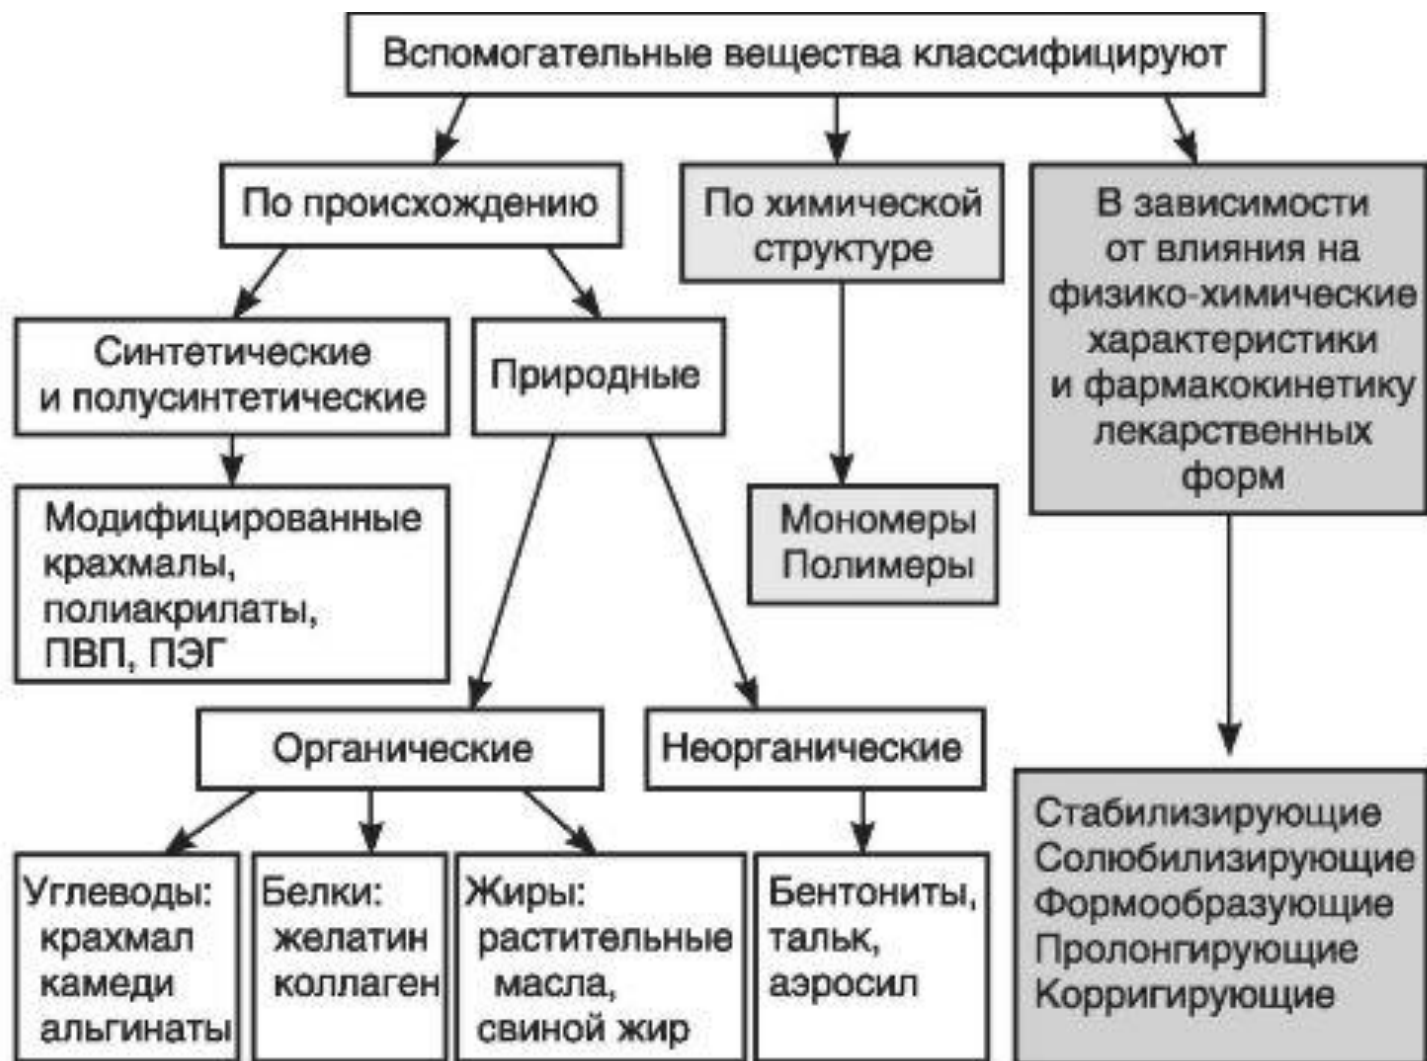 Вспомогательные вещества классифицируют
По происхождению
По химической
структуре
В зависимости
от влияния на
физико-химические
характеристики
и фармакокинетику
лекарственных
форм
Синтетические
и полусинтетические
Природные
Модифицированные
крахмалы,
полиакрилаты,
ПВП, ПЭГ
Мономеры
Полимеры
Органические
Неорганические
Углеводы:
крахмал
камеди
альгинаты
Белки:
желатин
коллаген
Жиры:
растительные
масла,
свиной жир
Бентониты,
тальк,
аэросил
Стабилизирующие
Солюбилизирующие
Формообразующие
Пролонгирующие
Корригирующие